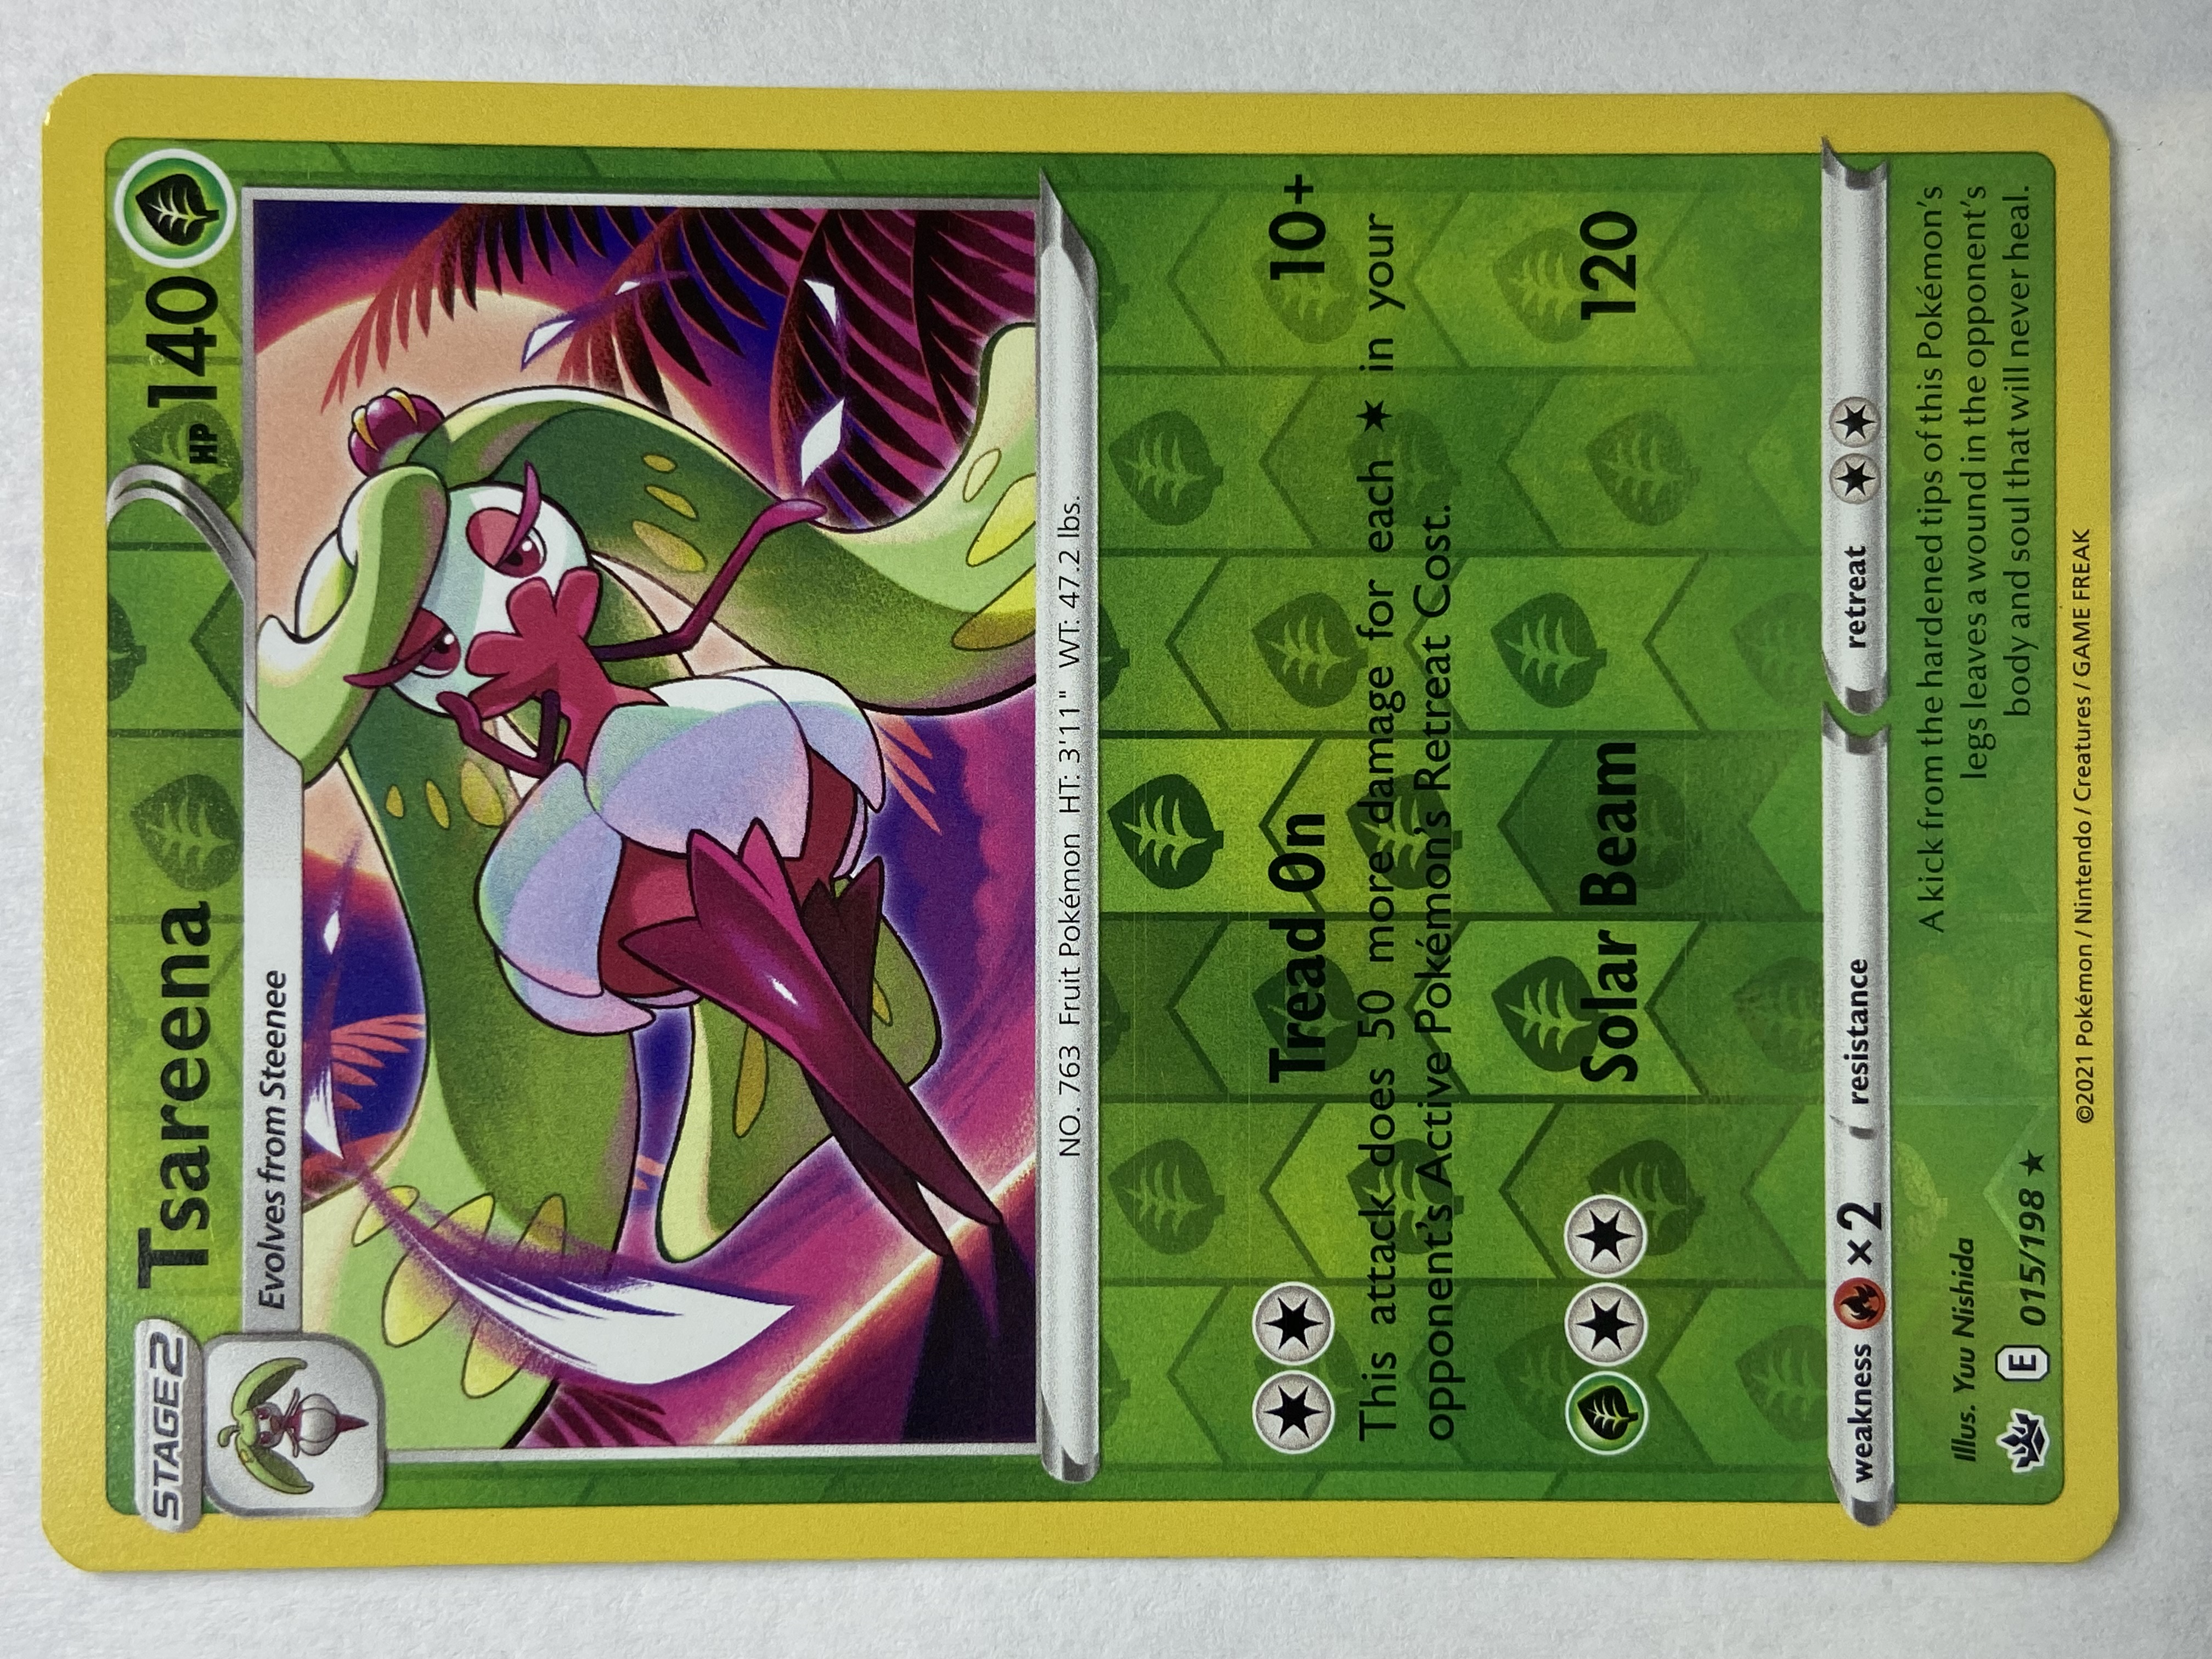 STAGE2
Tsareena
HP 140
Evolves from Steenee
NO. 763 Fruit Pokémon HT: 3'11" WT: 47.2 lbs.
Tread On 10+
This attack does 50 more damage for each ✶ in your
opponent's Active Pokémon's Retreat Cost.
Solar Beam 120
weakness ×2 resistance retreat
A kick from the hardened tips of this Pokémon's
legs leaves a wound in the opponent's
body and soul that will never heal.
Illus. Yuu Nishida
E 015/198 ★
©2021 Pokémon / Nintendo / Creatures / GAME FREAK